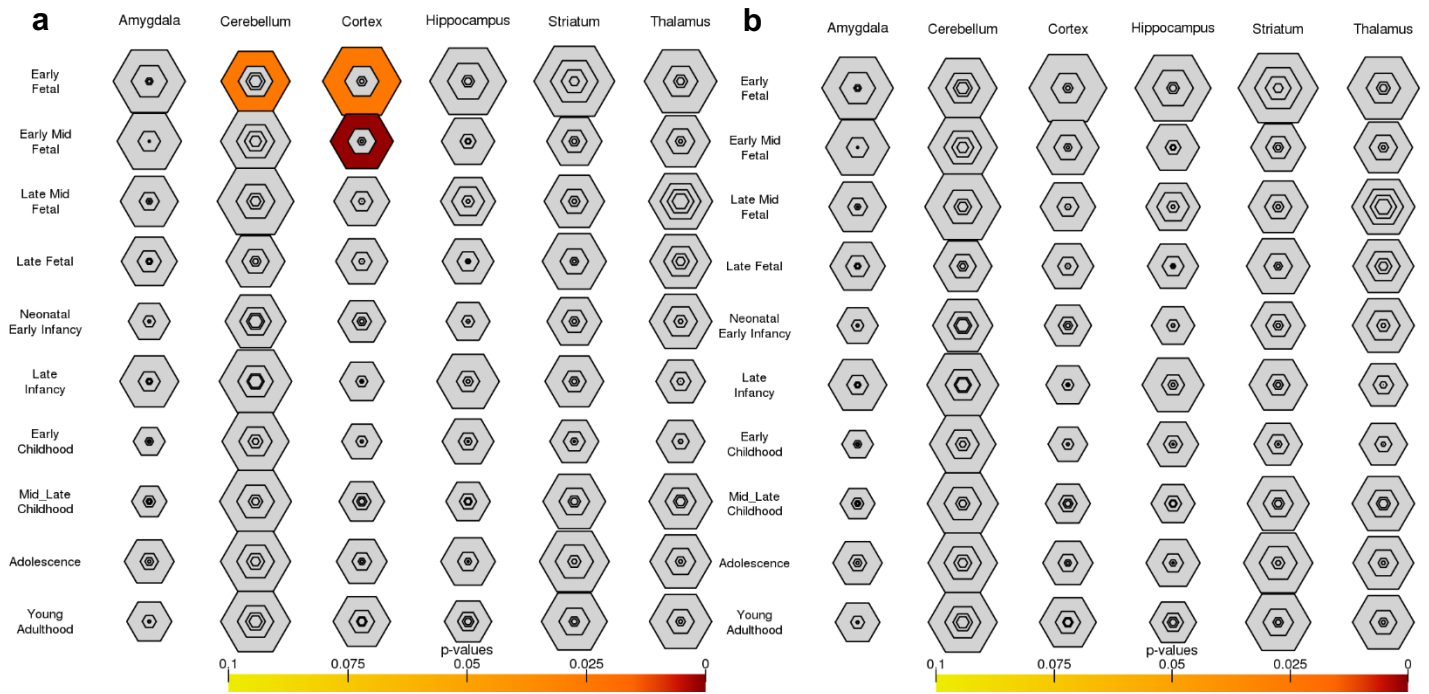 a
Amygdala Cerebellum Cortex Hippocampus Striatum Thalamus
Early
Fetal
Early Mid
Fetal
Late Mid
Fetal
Late Fetal
Neonatal
Early Infancy
Late
Infancy
Early
Childhood
Mid_Late
Childhood
Adolescence
Young
Adulthood
p-values
0.1 0.075 0.05 0.025 0
b
Amygdala Cerebellum Cortex Hippocampus Striatum Thalamus
Early
Fetal
Early Mid
Fetal
Late Mid
Fetal
Late Fetal
Neonatal
Early Infancy
Late
Infancy
Early
Childhood
Mid_Late
Childhood
Adolescence
Young
Adulthood
p-values
0.1 0.075 0.05 0.025 0